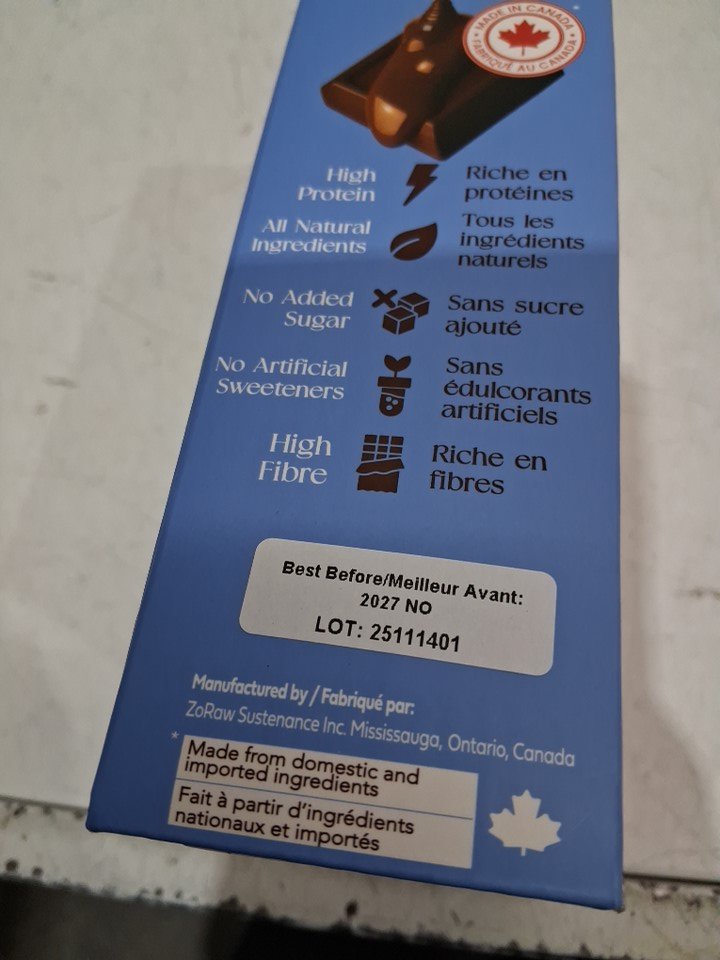 MADE IN CANADA
FABRIQUÉ AU CANADA
High
Protein
Riche en
protéines
All Natural
Ingredients
Tous les
ingrédients
naturels
No Added
Sugar
Sans sucre
ajouté
No Artificial
Sweeteners
Sans
édulcorants
artificiels
High
Fibre
Riche en
fibres
Best Before/Meilleur Avant:
2027 NO
LOT: 25111401
Manufactured by / Fabriqué par:
ZoRaw Sustenance Inc. Mississauga, Ontario, Canada
* Made from domestic and
imported ingredients
Fait à partir d'ingrédients
nationaux et importés